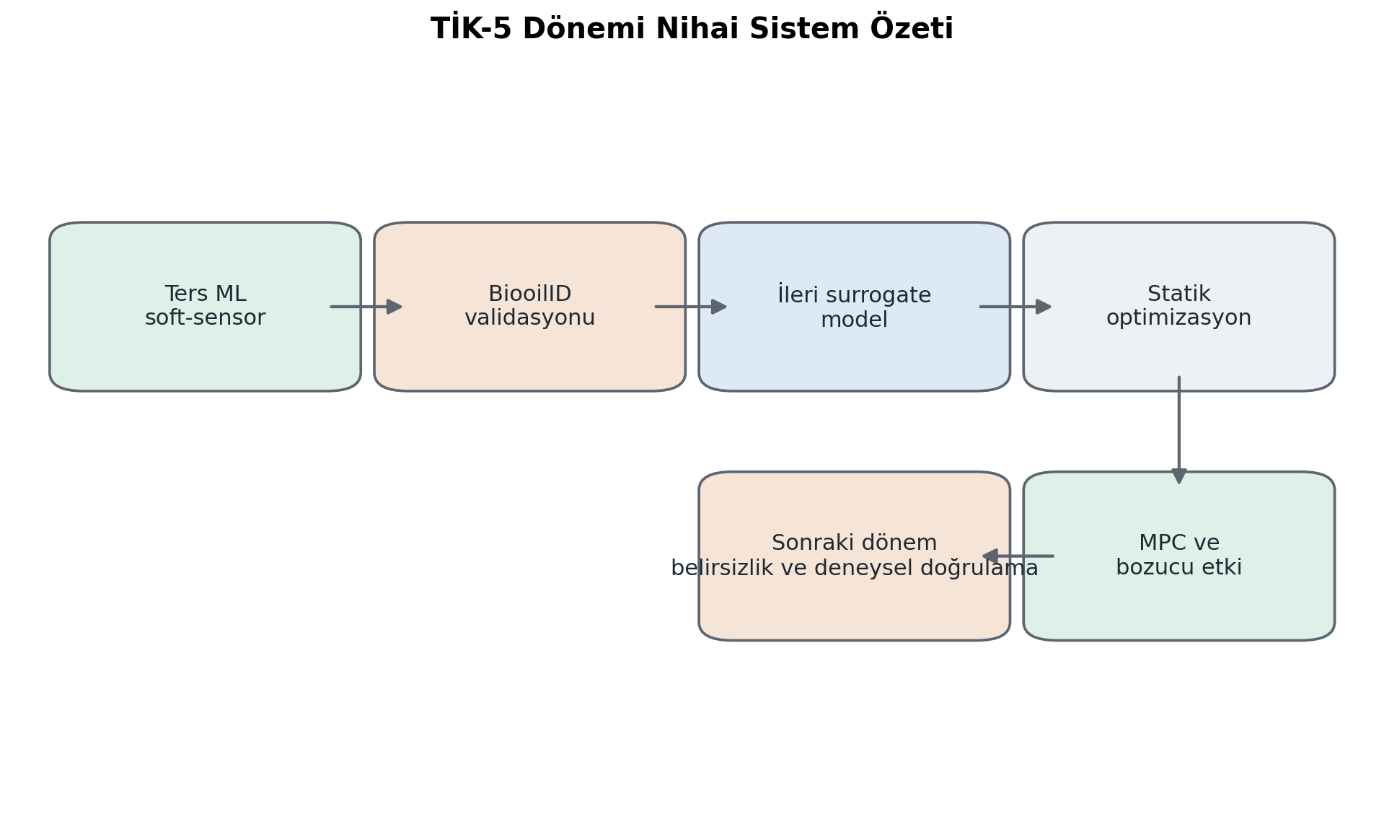 TİK-5 Dönemi Nihai Sistem Özeti
Ters ML
soft-sensor
BiooilID
validasyonu
İleri surrogate
model
Statik
optimizasyon
Sonraki dönem
belirsizlik ve deneysel doğrulama
MPC ve
bozucu etki